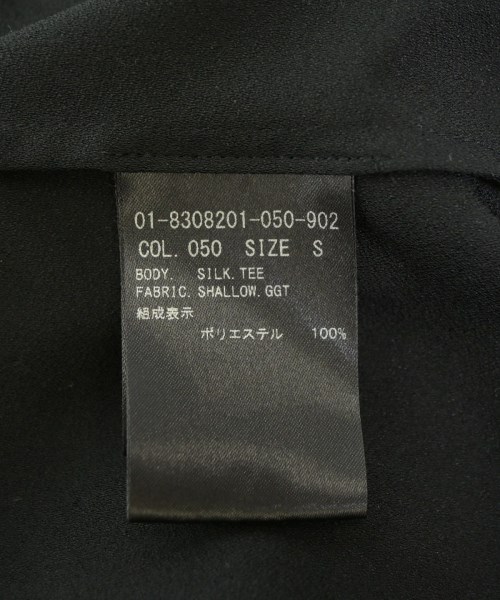 01-8308201-050-902
COL. 050 SIZE S
BODY. SILK. TEE
FABRIC. SHALLOW. GGT
組成表示
ポリエステル 100%